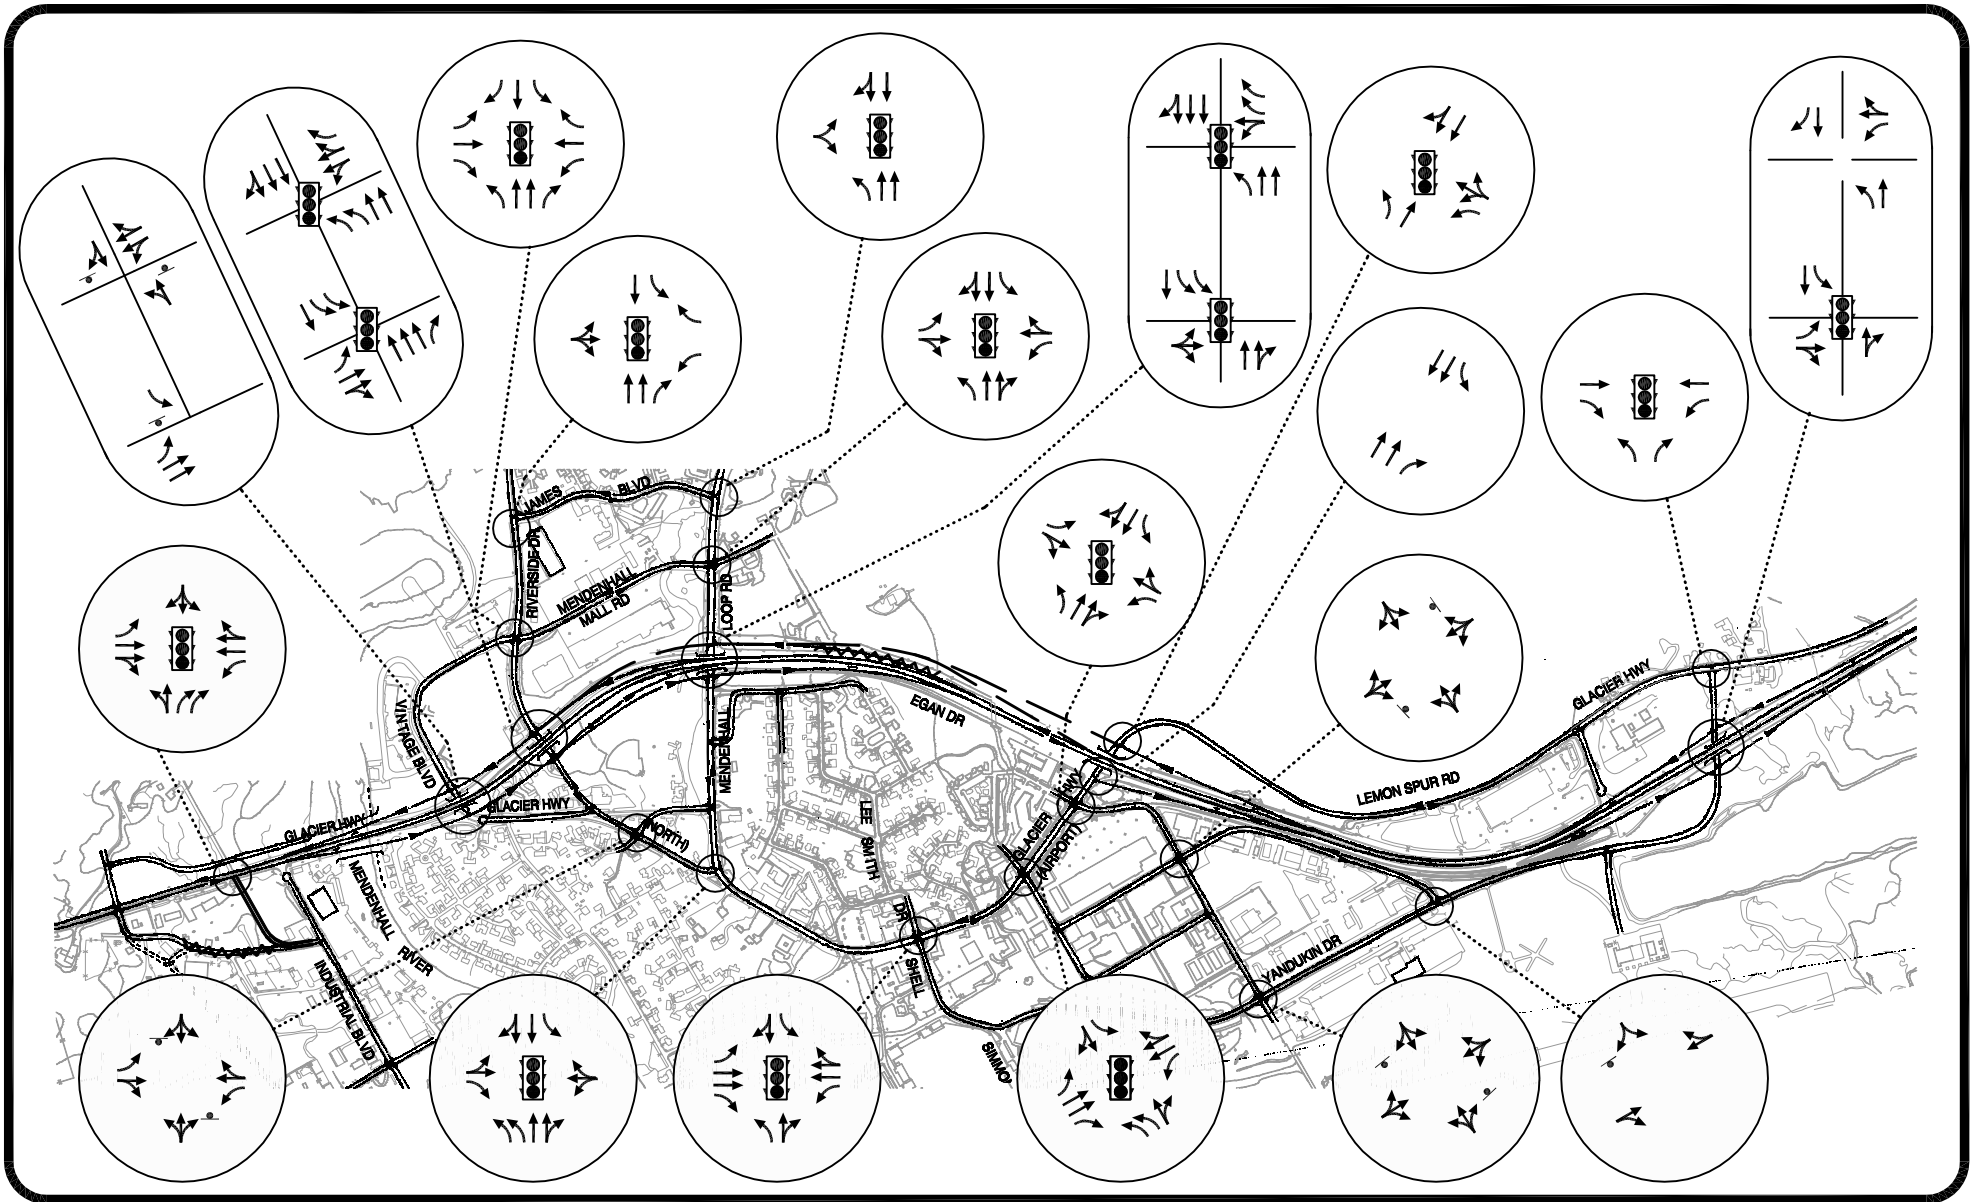 JAMES BLVD
RIVERSIDE DR
MENDENHALL
MALL RD
LOOP RD
VINTAGE BLVD
EGAN DR
GLACIER HWY
MENDENHALL
GLACIER HWY
GLACIER HWY
(NORTH)
LEMON SPUR RD
GLACIER HWY
(AIRPORT)
LEE SMITH DR
MENDENHALL RIVER
INDUSTRIAL BLVD
SHELL
YANDUKIN DR